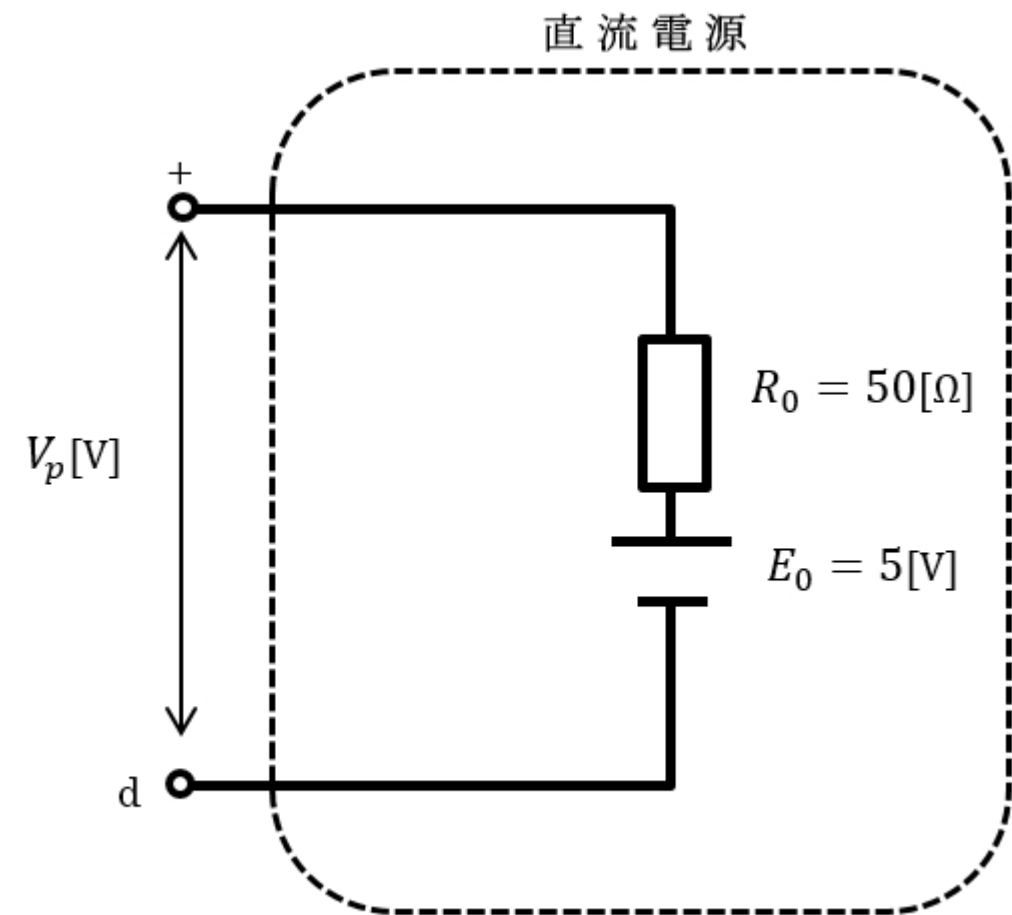 直流電源
+
R₀ = 50[Ω]
Vₚ[V]
E₀ = 5[V]
d